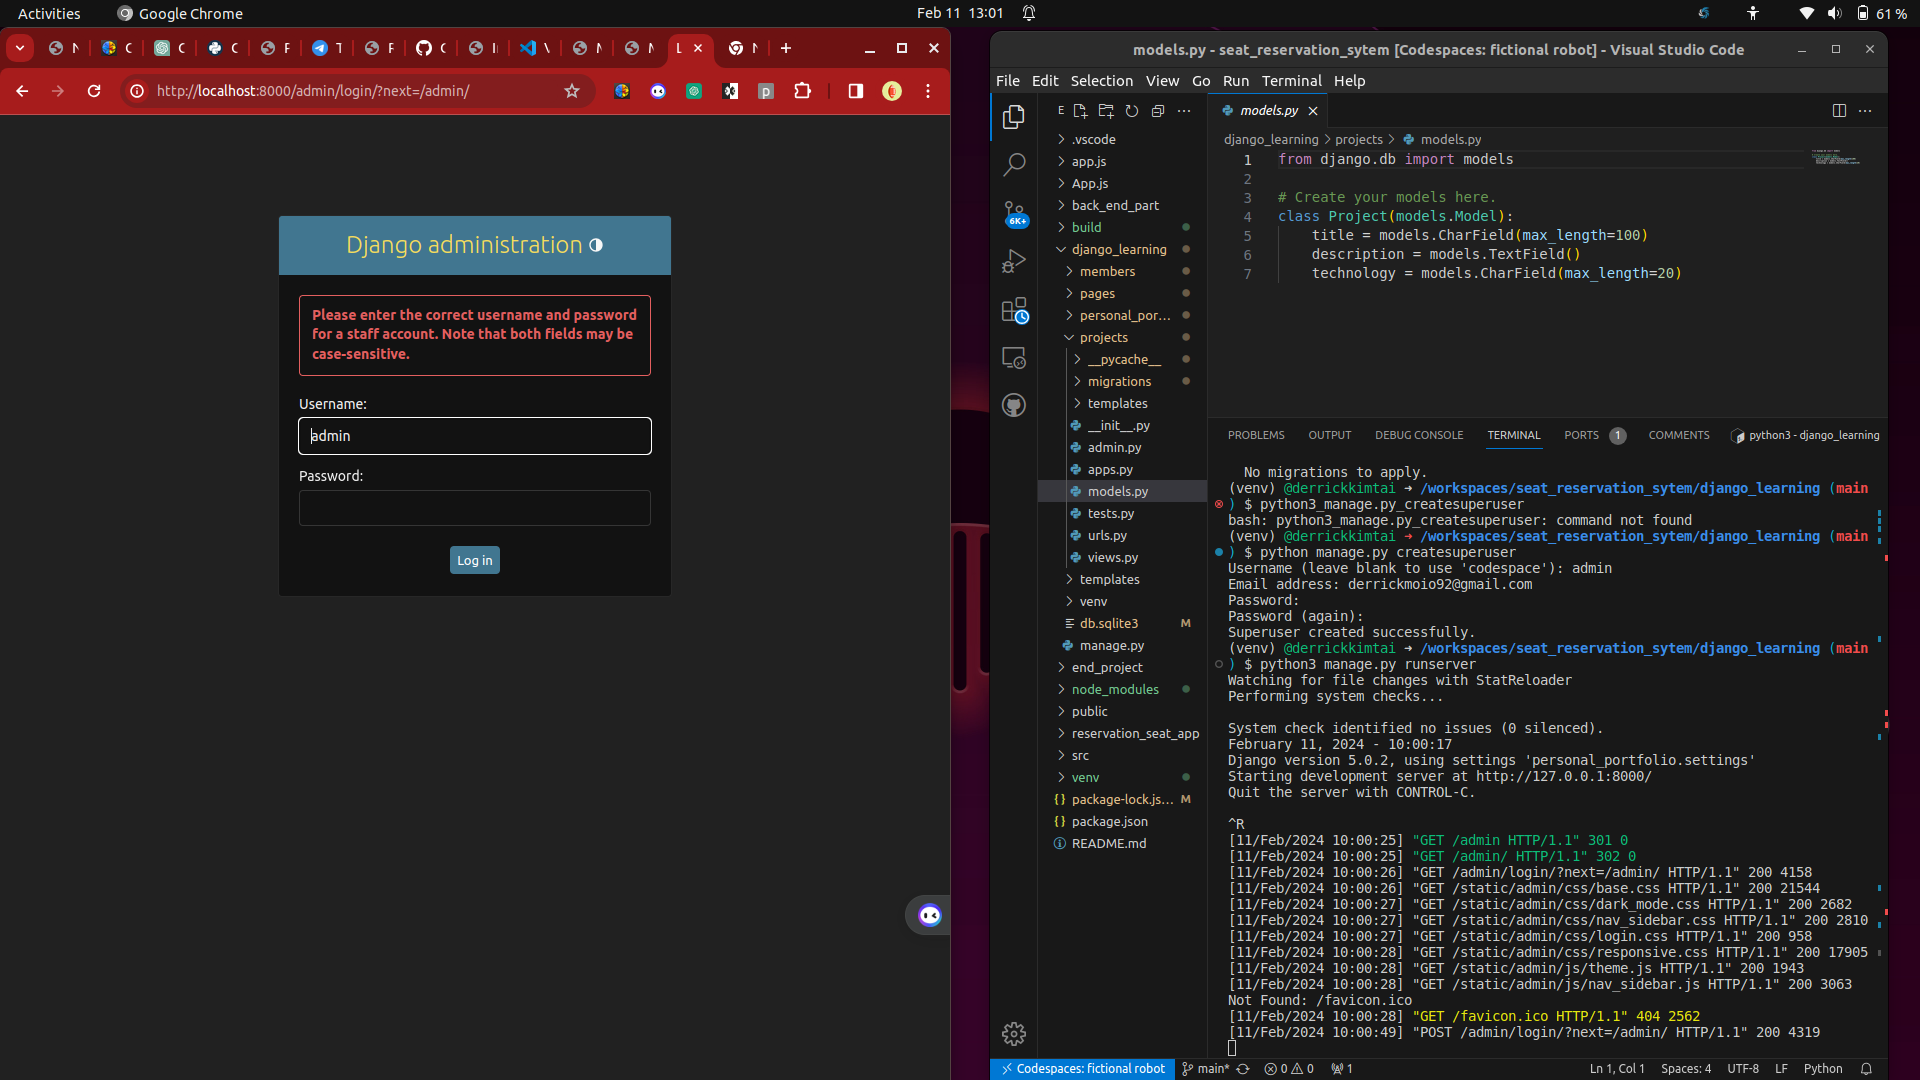 Activities
Google Chrome
Feb 11 13:01
61 %
http://localhost:8000/admin/login/?next=/admin/
Django administration
Please enter the correct username and password
for a staff account. Note that both fields may be
case-sensitive.
Username:
admin
Password:
Log in
models.py - seat_reservation_sytem [Codespaces: fictional robot] - Visual Studio Code
File Edit Selection View Go Run Terminal Help
6K+
E
.vscode
app.js
App.js
back_end_part
build
django_learning
members
pages
personal_por...
projects
__pycache__
migrations
templates
__init__.py
admin.py
apps.py
models.py
tests.py
urls.py
views.py
templates
venv
db.sqlite3 M
manage.py
end_project
node_modules
public
reservation_seat_app
src
venv
package-lock.js... M
package.json
README.md
models.py
django_learning > projects > models.py
1 from django.db import models
2
3 # Create your models here.
4 class Project(models.Model):
5 title = models.CharField(max_length=100)
6 description = models.TextField()
7 technology = models.CharField(max_length=20)
PROBLEMS OUTPUT DEBUG CONSOLE TERMINAL PORTS 1 COMMENTS python3 - django_learning
No migrations to apply.
(venv) @derrickkimtai ➜ /workspaces/seat_reservation_sytem/django_learning (main
) $ python3_manage.py_createsuperuser
bash: python3_manage.py_createsuperuser: command not found
(venv) @derrickkimtai ➜ /workspaces/seat_reservation_sytem/django_learning (main
) $ python manage.py createsuperuser
Username (leave blank to use 'codespace'): admin
Email address: derrickmoio92@gmail.com
Password:
Password (again):
Superuser created successfully.
(venv) @derrickkimtai ➜ /workspaces/seat_reservation_sytem/django_learning (main
) $ python3 manage.py runserver
Watching for file changes with StatReloader
Performing system checks...
System check identified no issues (0 silenced).
February 11, 2024 - 10:00:17
Django version 5.0.2, using settings 'personal_portfolio.settings'
Starting development server at http://127.0.0.1:8000/
Quit the server with CONTROL-C.
^R
[11/Feb/2024 10:00:25] "GET /admin HTTP/1.1" 301 0
[11/Feb/2024 10:00:25] "GET /admin/ HTTP/1.1" 302 0
[11/Feb/2024 10:00:26] "GET /admin/login/?next=/admin/ HTTP/1.1" 200 4158
[11/Feb/2024 10:00:26] "GET /static/admin/css/base.css HTTP/1.1" 200 21544
[11/Feb/2024 10:00:27] "GET /static/admin/css/dark_mode.css HTTP/1.1" 200 2682
[11/Feb/2024 10:00:27] "GET /static/admin/css/nav_sidebar.css HTTP/1.1" 200 2810
[11/Feb/2024 10:00:27] "GET /static/admin/css/login.css HTTP/1.1" 200 958
[11/Feb/2024 10:00:28] "GET /static/admin/css/responsive.css HTTP/1.1" 200 17905
[11/Feb/2024 10:00:28] "GET /static/admin/js/theme.js HTTP/1.1" 200 1943
[11/Feb/2024 10:00:28] "GET /static/admin/js/nav_sidebar.js HTTP/1.1" 200 3063
Not Found: /favicon.ico
[11/Feb/2024 10:00:28] "GET /favicon.ico HTTP/1.1" 404 2562
[11/Feb/2024 10:00:49] "POST /admin/login/?next=/admin/ HTTP/1.1" 200 4319
Codespaces: fictional robot main* 0 0 1 Ln 1, Col 1 Spaces: 4 UTF-8 LF Python